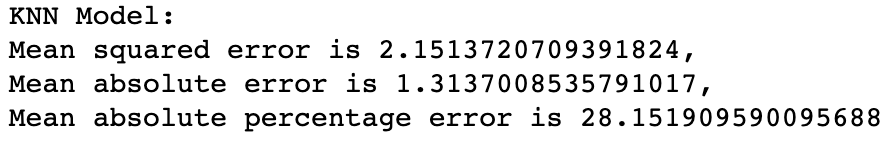 KNN Model:
Mean squared error is 2.1513720709391824,
Mean absolute error is 1.3137008535791017,
Mean absolute percentage error is 28.151909590095688